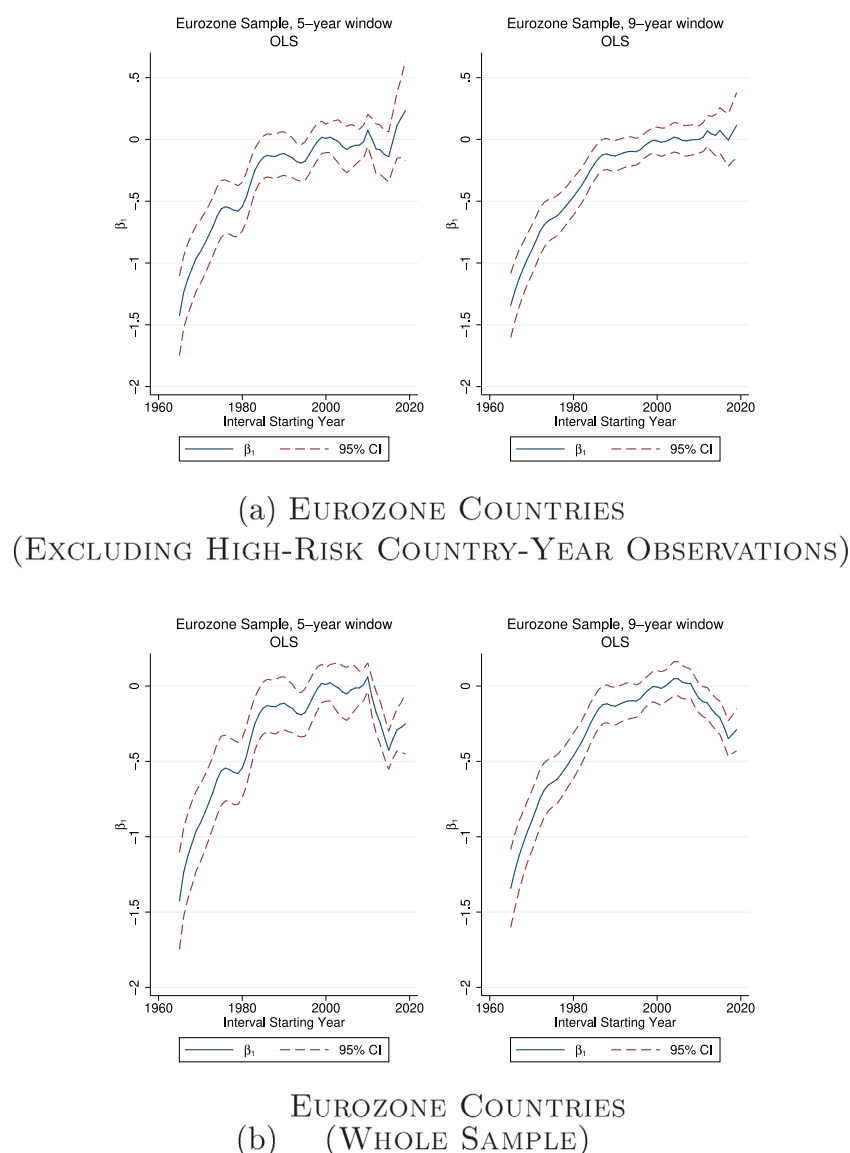 Eurozone Sample, 5−year window
OLS
.5
0
−.5
−1
−1.5
−2
β₁
1960 1980 2000 2020
Interval Starting Year
β₁ 95% CI
Eurozone Sample, 9−year window
OLS
.5
0
−.5
−1
−1.5
−2
β₁
1960 1980 2000 2020
Interval Starting Year
β₁ 95% CI
(a) Eurozone Countries
(Excluding High-Risk Country-Year Observations)
Eurozone Sample, 5−year window
OLS
0
−.5
−1
−1.5
−2
β₁
1960 1980 2000 2020
Interval Starting Year
β₁ 95% CI
Eurozone Sample, 9−year window
OLS
0
−.5
−1
−1.5
−2
β₁
1960 1980 2000 2020
Interval Starting Year
β₁ 95% CI
Eurozone Countries
(b) (Whole Sample)